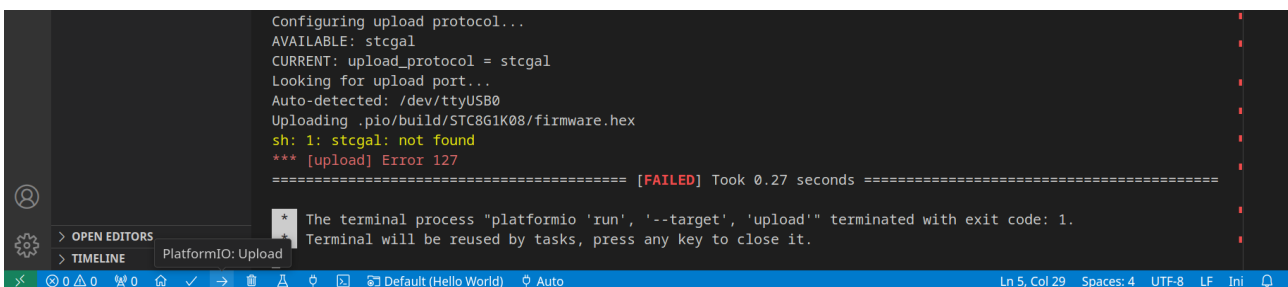 Configuring upload protocol...
AVAILABLE: stcgal
CURRENT: upload_protocol = stcgal
Looking for upload port...
Auto-detected: /dev/ttyUSB0
Uploading .pio/build/STC8G1K08/firmware.hex
sh: 1: stcgal: not found
*** [upload] Error 127
========================================== [FAILED] Took 0.27 seconds ==========================================
* The terminal process "platformio 'run', '--target', 'upload'" terminated with exit code: 1.
* Terminal will be reused by tasks, press any key to close it.
> OPEN EDITORS
PlatformIO: Upload
> TIMELINE
0 0 0 Default (Hello World) Auto Ln 5, Col 29 Spaces: 4 UTF-8 LF Ini